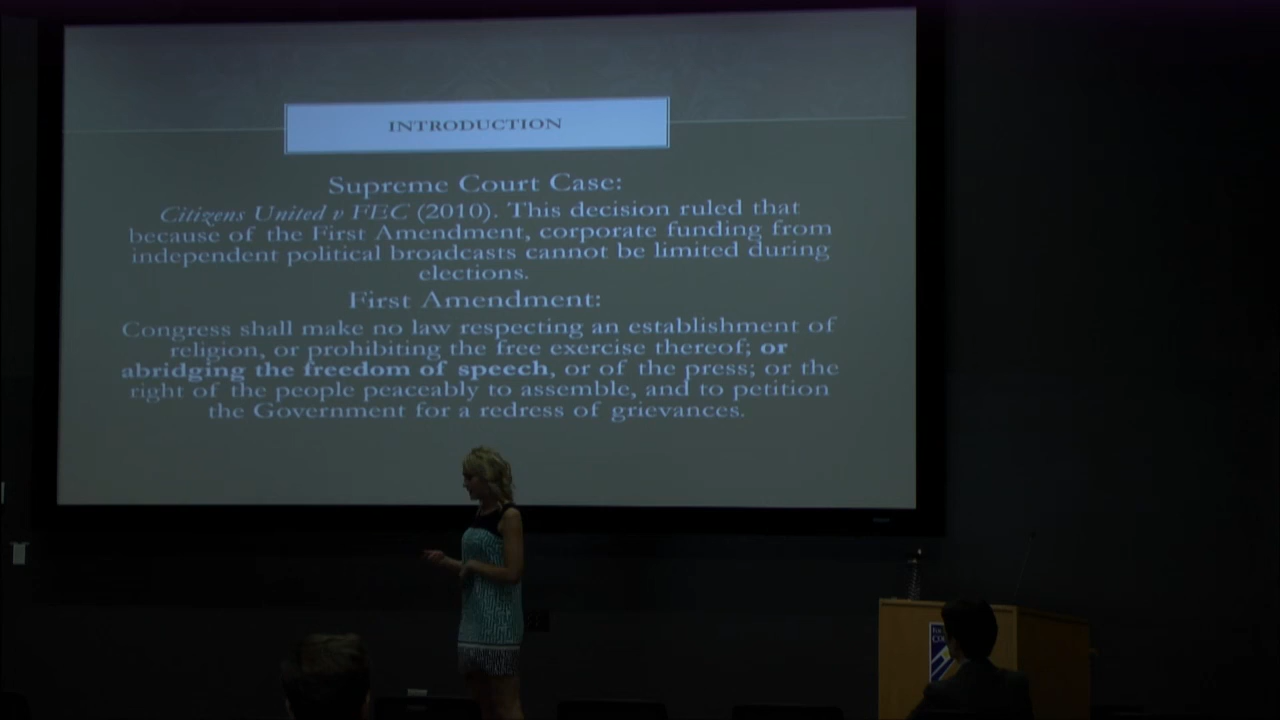 INTRODUCTION
Supreme Court Case:
Citizens United v FEC (2010). This decision ruled that
because of the First Amendment, corporate funding from
independent political broadcasts cannot be limited during
elections.
First Amendment:
Congress shall make no law respecting an establishment of
religion, or prohibiting the free exercise thereof; or
abridging the freedom of speech, or of the press; or the
right of the people peaceably to assemble, and to petition
the Government for a redress of grievances.